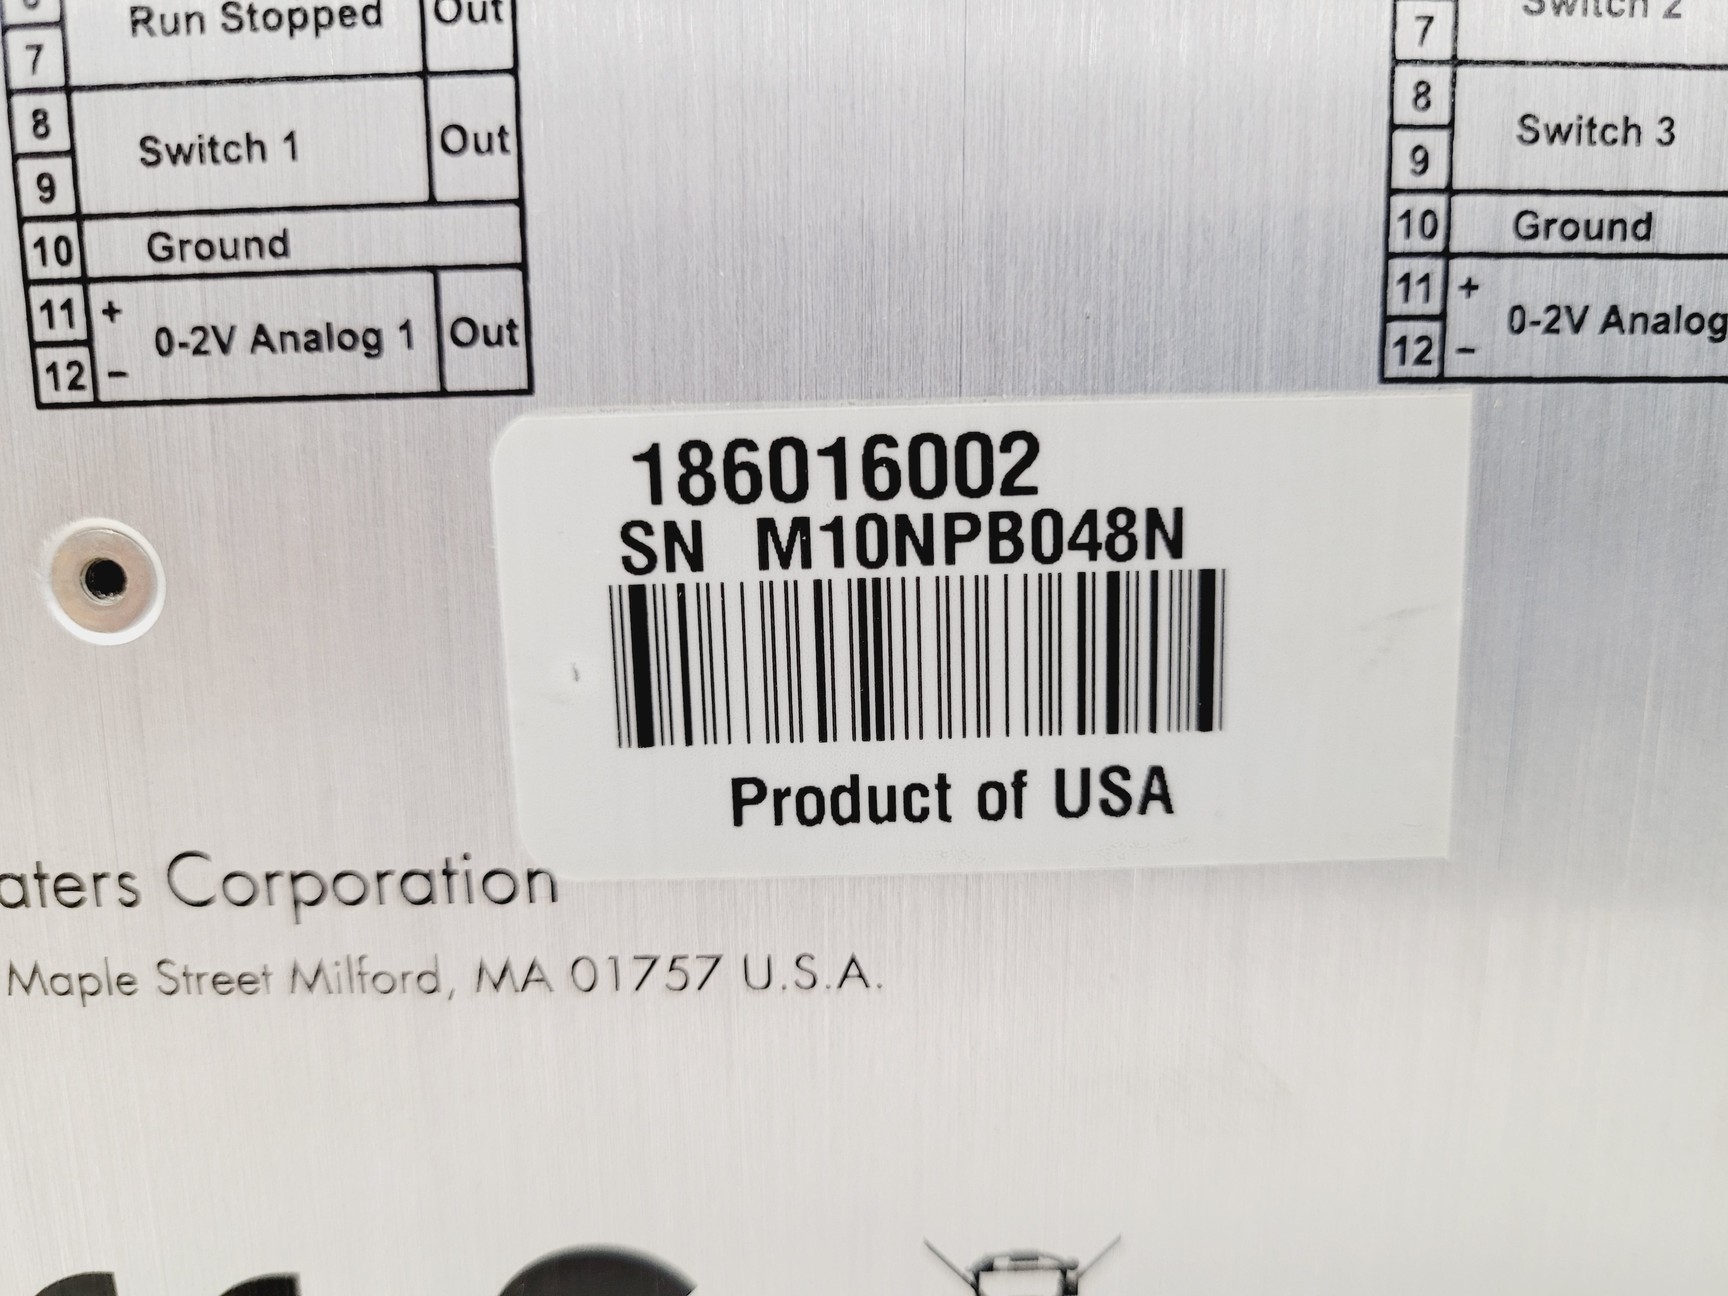 Run Stopped Out
7
8
Switch 1 Out
9
10 Ground
11 +
0-2V Analog 1 Out
12 −
Switch 2
7
8
Switch 3
9
10 Ground
11 +
0-2V Analog
12 −
186016002
SN M10NPB048N
Product of USA
aters Corporation
Maple Street Milford, MA 01757 U.S.A.